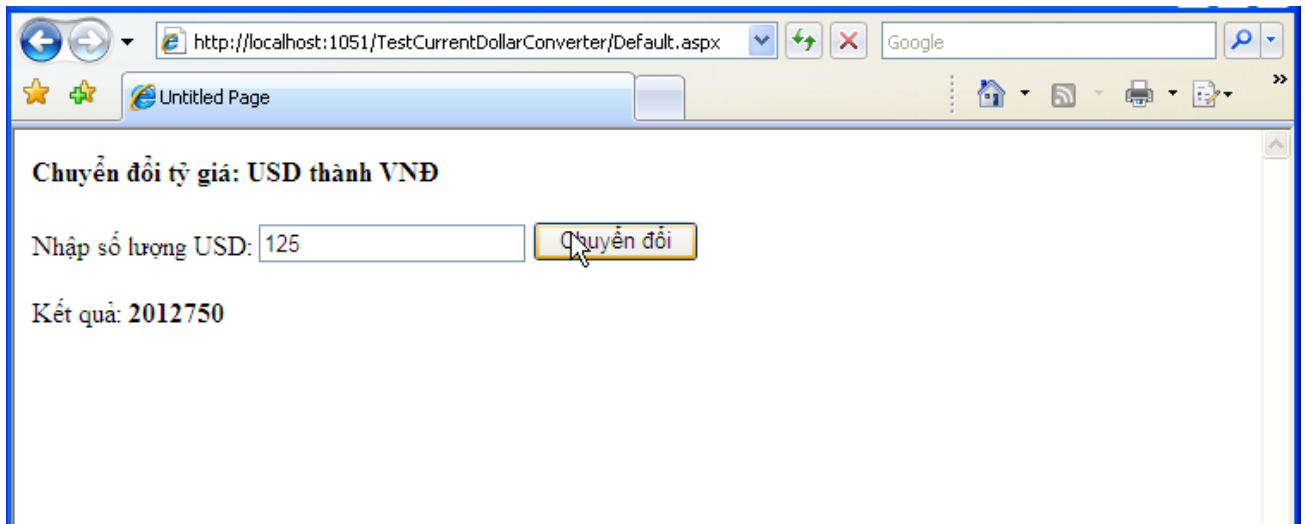 http://localhost:1051/TestCurrentDollarConverter/Default.aspx
Google
Untitled Page
Chuyển đổi tỷ giá: USD thành VNĐ
Nhập số lượng USD: 125 Chuyển đổi
Kết quả: 2012750